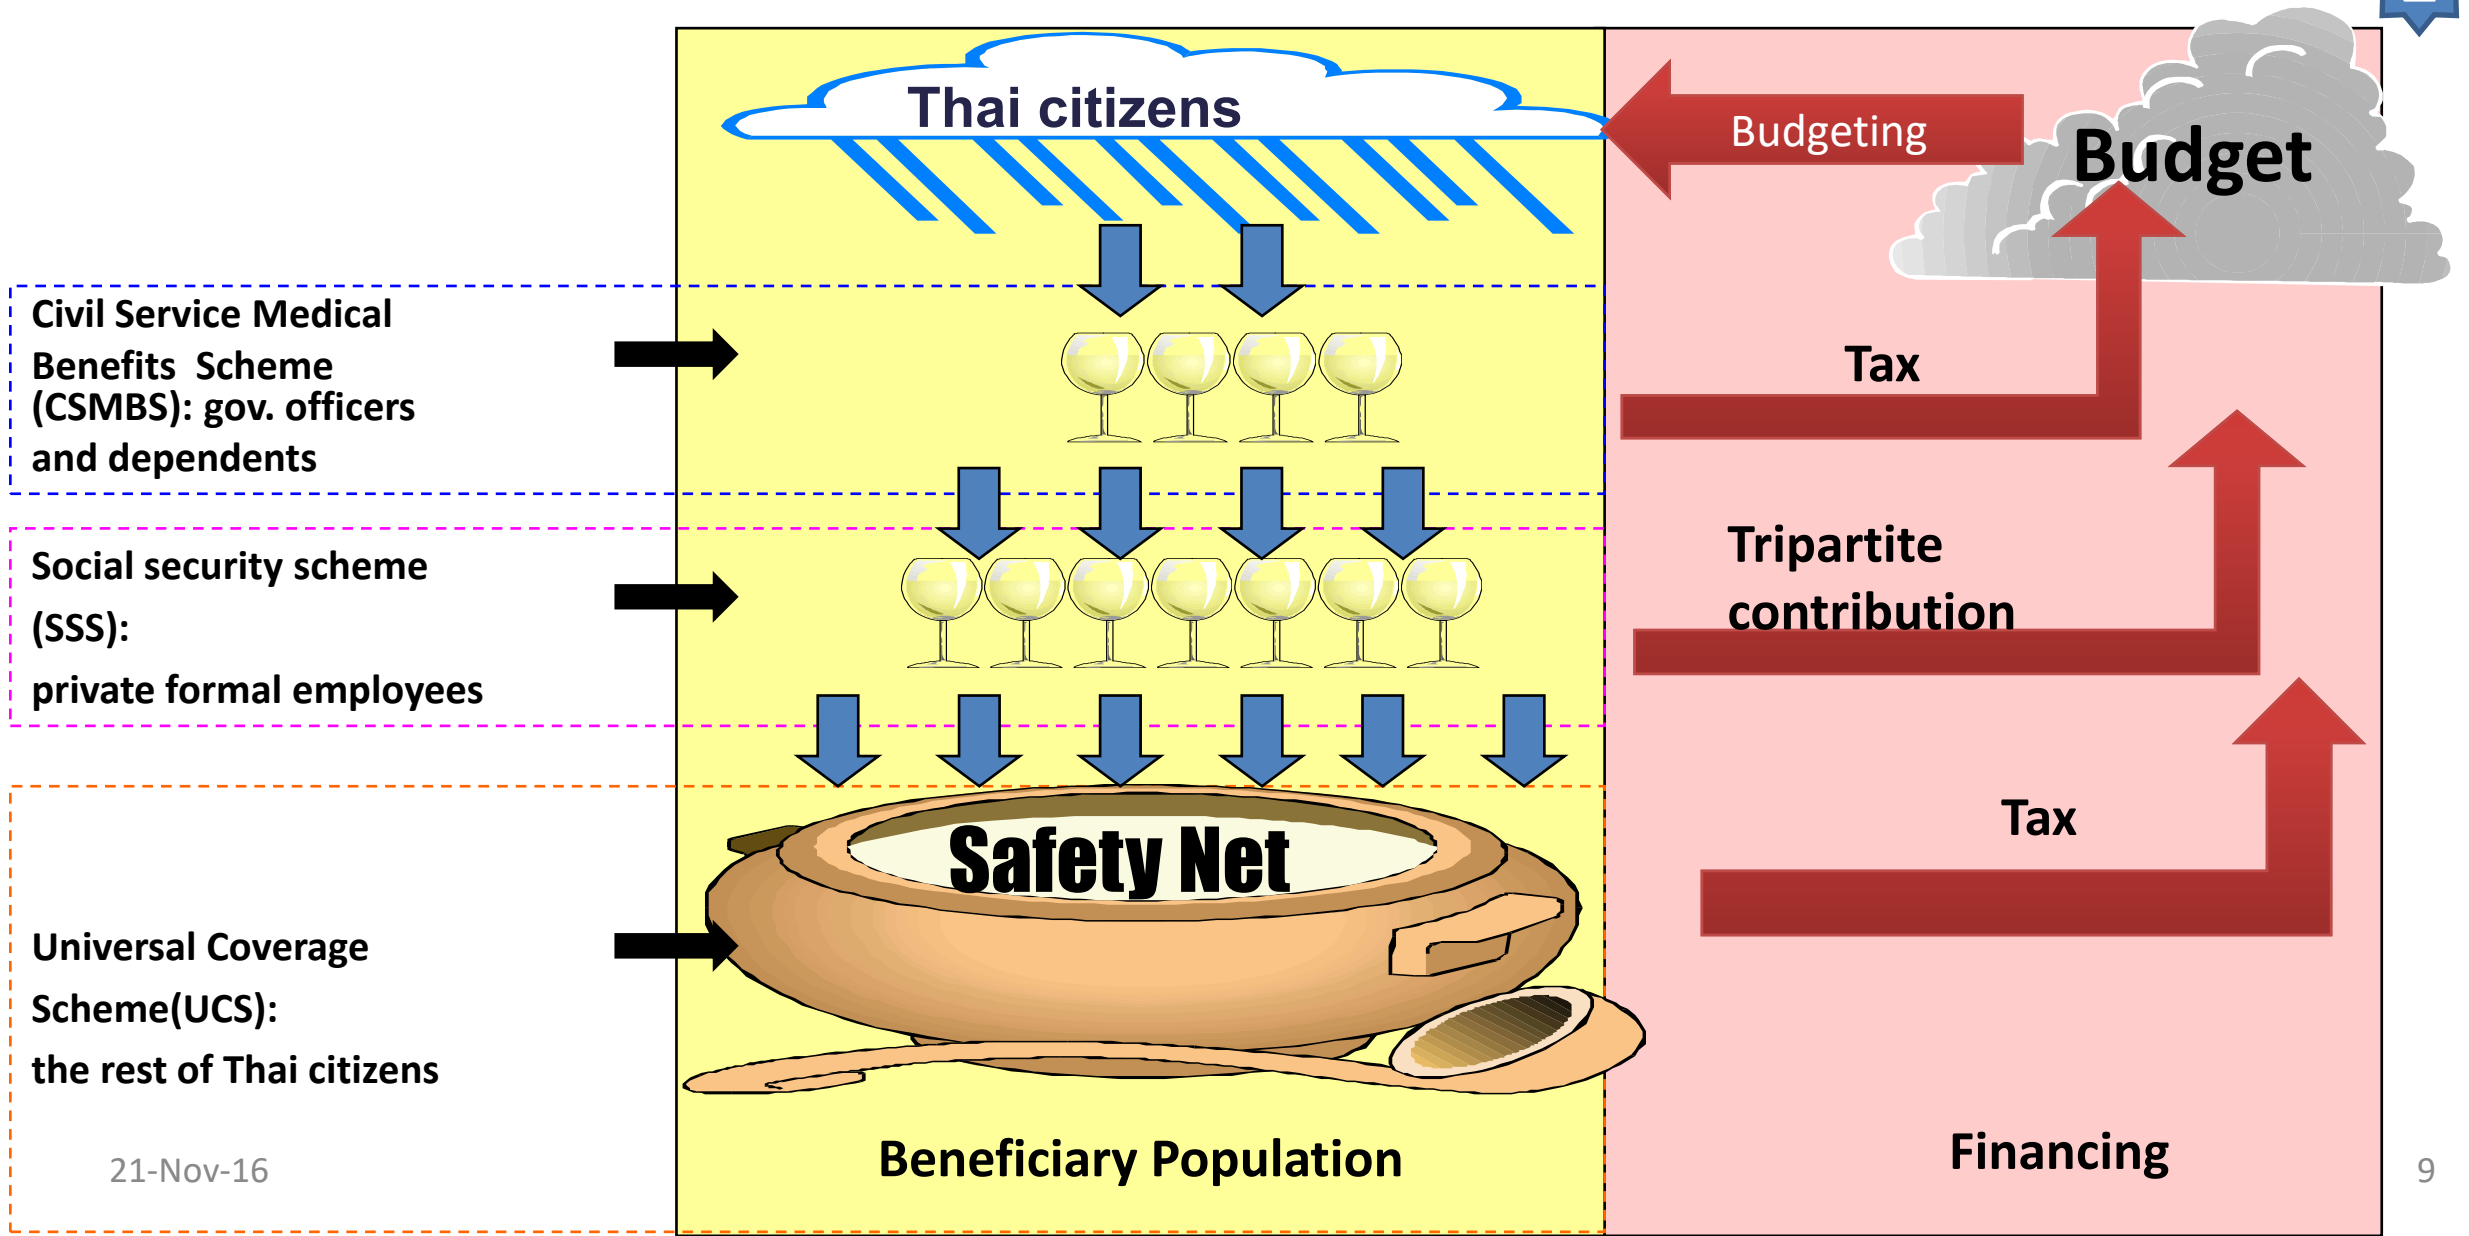 Thai citizens
Budgeting
Budget
Civil Service Medical
Benefits  Scheme
(CSMBS): gov. officers
and dependents
Tax
Social security scheme
(SSS):
private formal employees
Tripartite
contribution
Safety Net
Tax
Universal Coverage
Scheme(UCS):
the rest of Thai citizens
Beneficiary Population
Financing
21-Nov-16
9